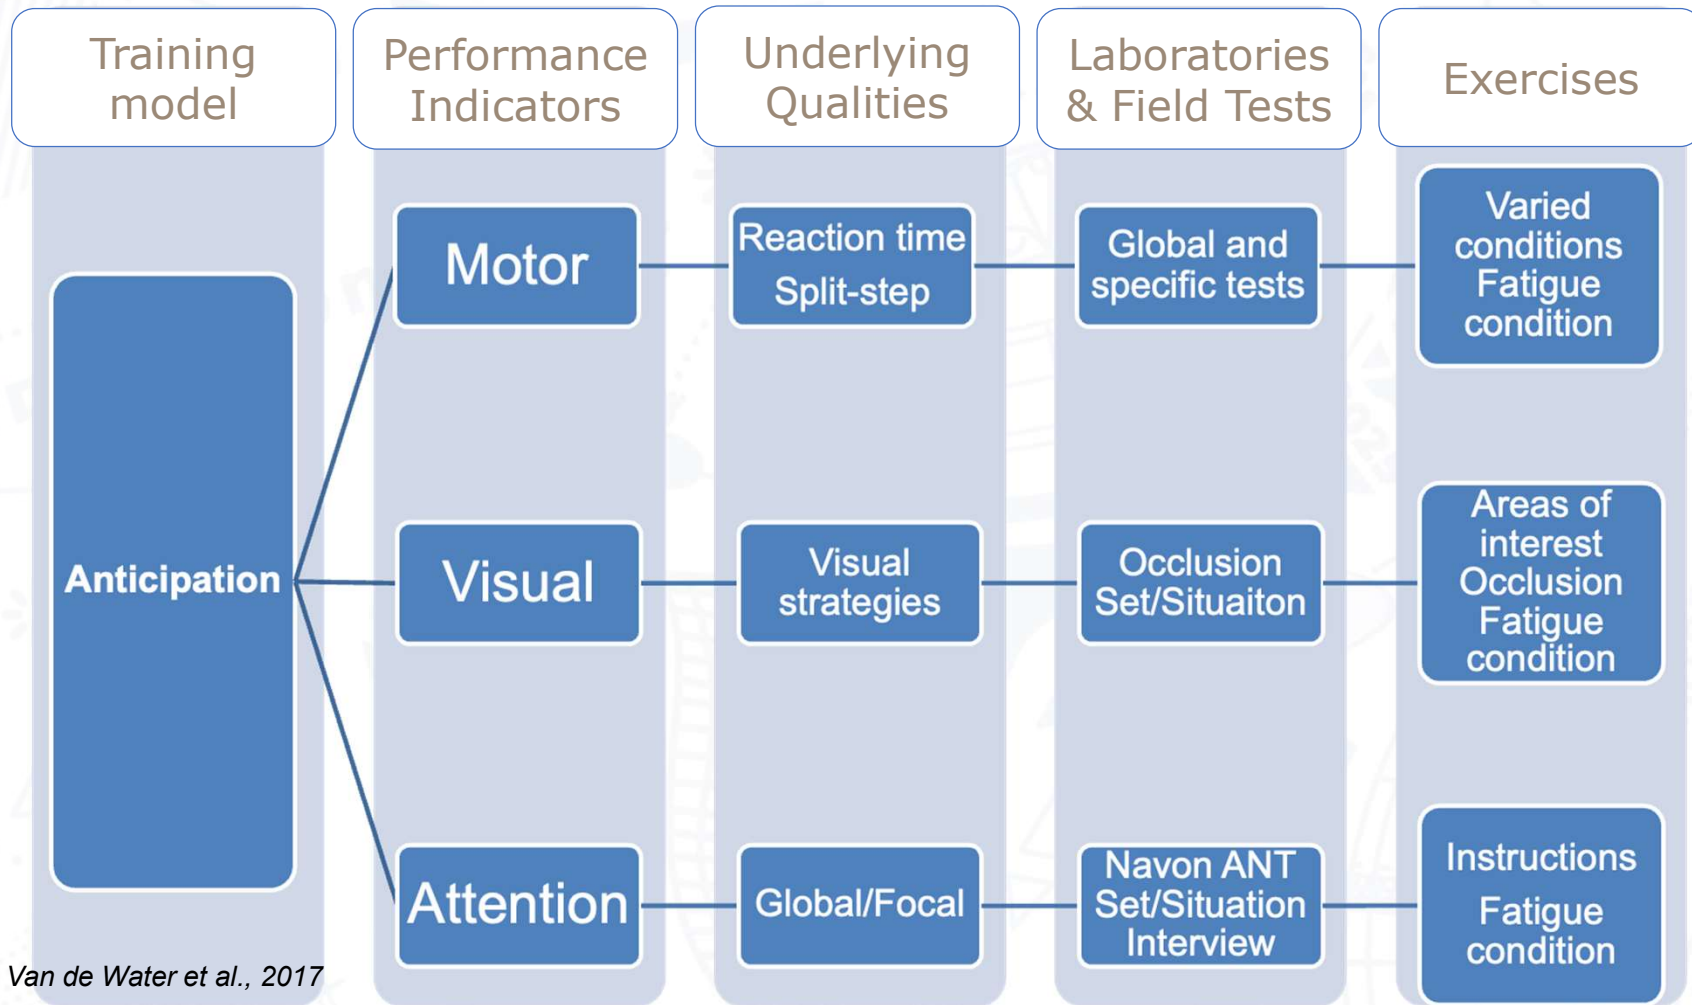 Training
model
Performance
Indicators
Underlying
Qualities
Laboratories
& Field Tests
Exercises
Anticipation
Motor
Reaction time
Split-step
Global and
specific tests
Varied
conditions
Fatigue
condition
Visual
Visual
strategies
Occlusion
Set/Situaiton
Areas of
interest
Occlusion
Fatigue
condition
Attention
Global/Focal
Navon ANT
Set/Situation
Interview
Instructions
Fatigue
condition
Van de Water et al., 2017